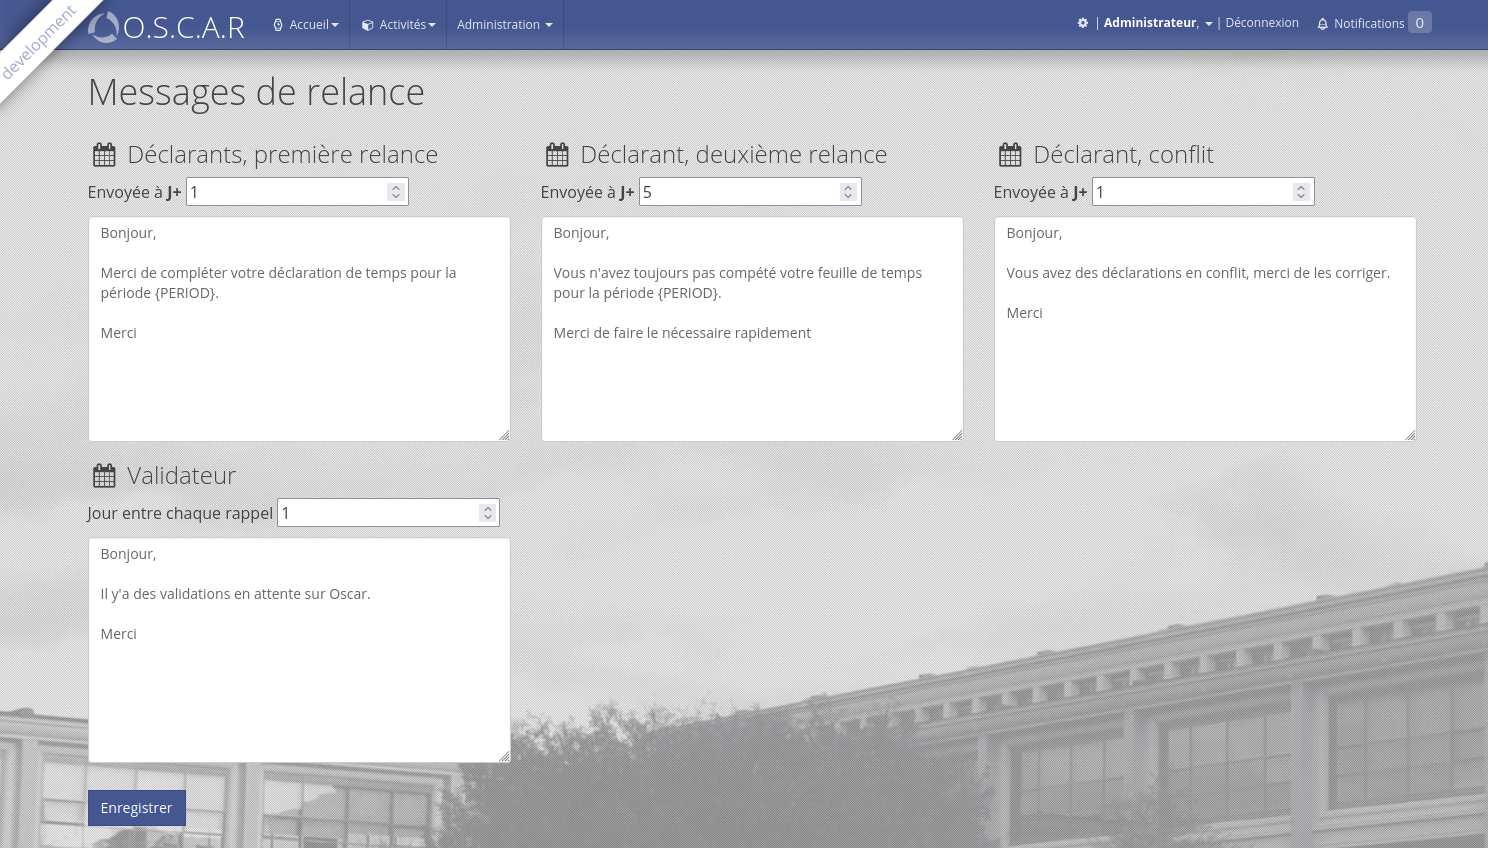 development
O.S.C.A.R
Accueil
Activités
Administration
| Administrateur, | Déconnexion
Notifications 0
Messages de relance
Déclarants, première relance
Envoyée à J+ 1
Bonjour,
Merci de compléter votre déclaration de temps pour la
période {PERIOD}.
Merci
Déclarant, deuxième relance
Envoyée à J+ 5
Bonjour,
Vous n'avez toujours pas compété votre feuille de temps
pour la période {PERIOD}.
Merci de faire le nécessaire rapidement
Déclarant, conflit
Envoyée à J+ 1
Bonjour,
Vous avez des déclarations en conflit, merci de les corriger.
Merci
Validateur
Jour entre chaque rappel 1
Bonjour,
Il y'a des validations en attente sur Oscar.
Merci
Enregistrer